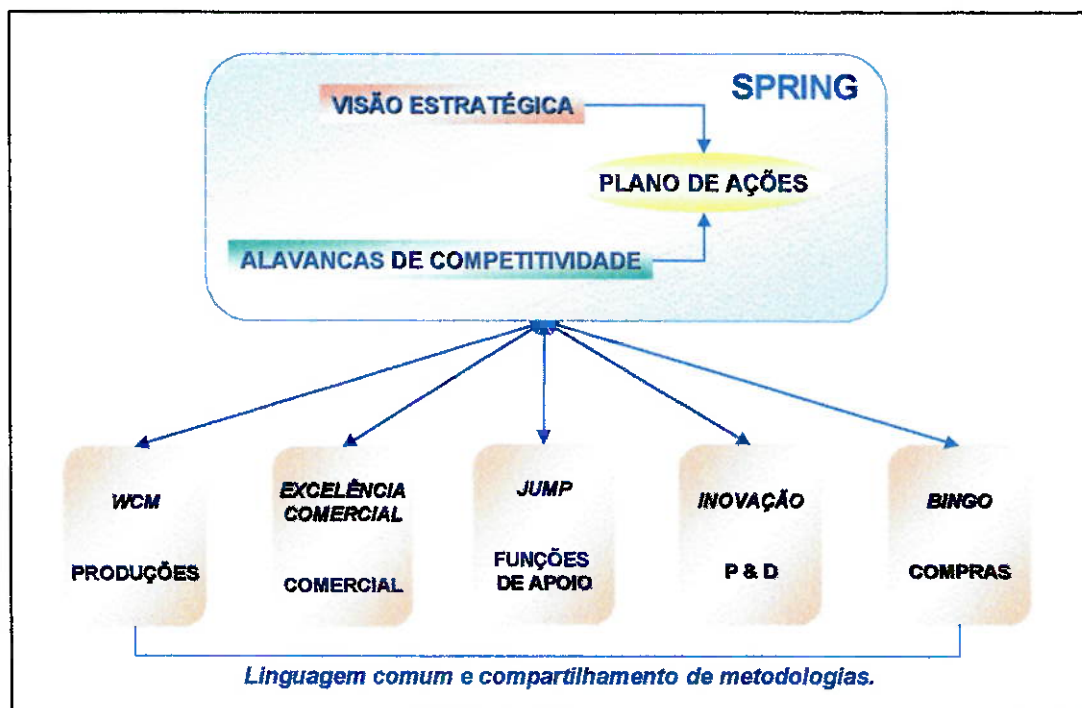 SPRING
VISÃO ESTRATÉGICA
PLANO DE AÇÕES
ALAVANCAS DE COMPETITIVIDADE
WCM
PRODUÇÕES
EXCELÊNCIA
COMERCIAL
COMERCIAL
JUMP
FUNÇÕES
DE APOIO
INOVAÇÃO
P & D
BINGO
COMPRAS
Linguagem comum e compartilhamento de metodologias.